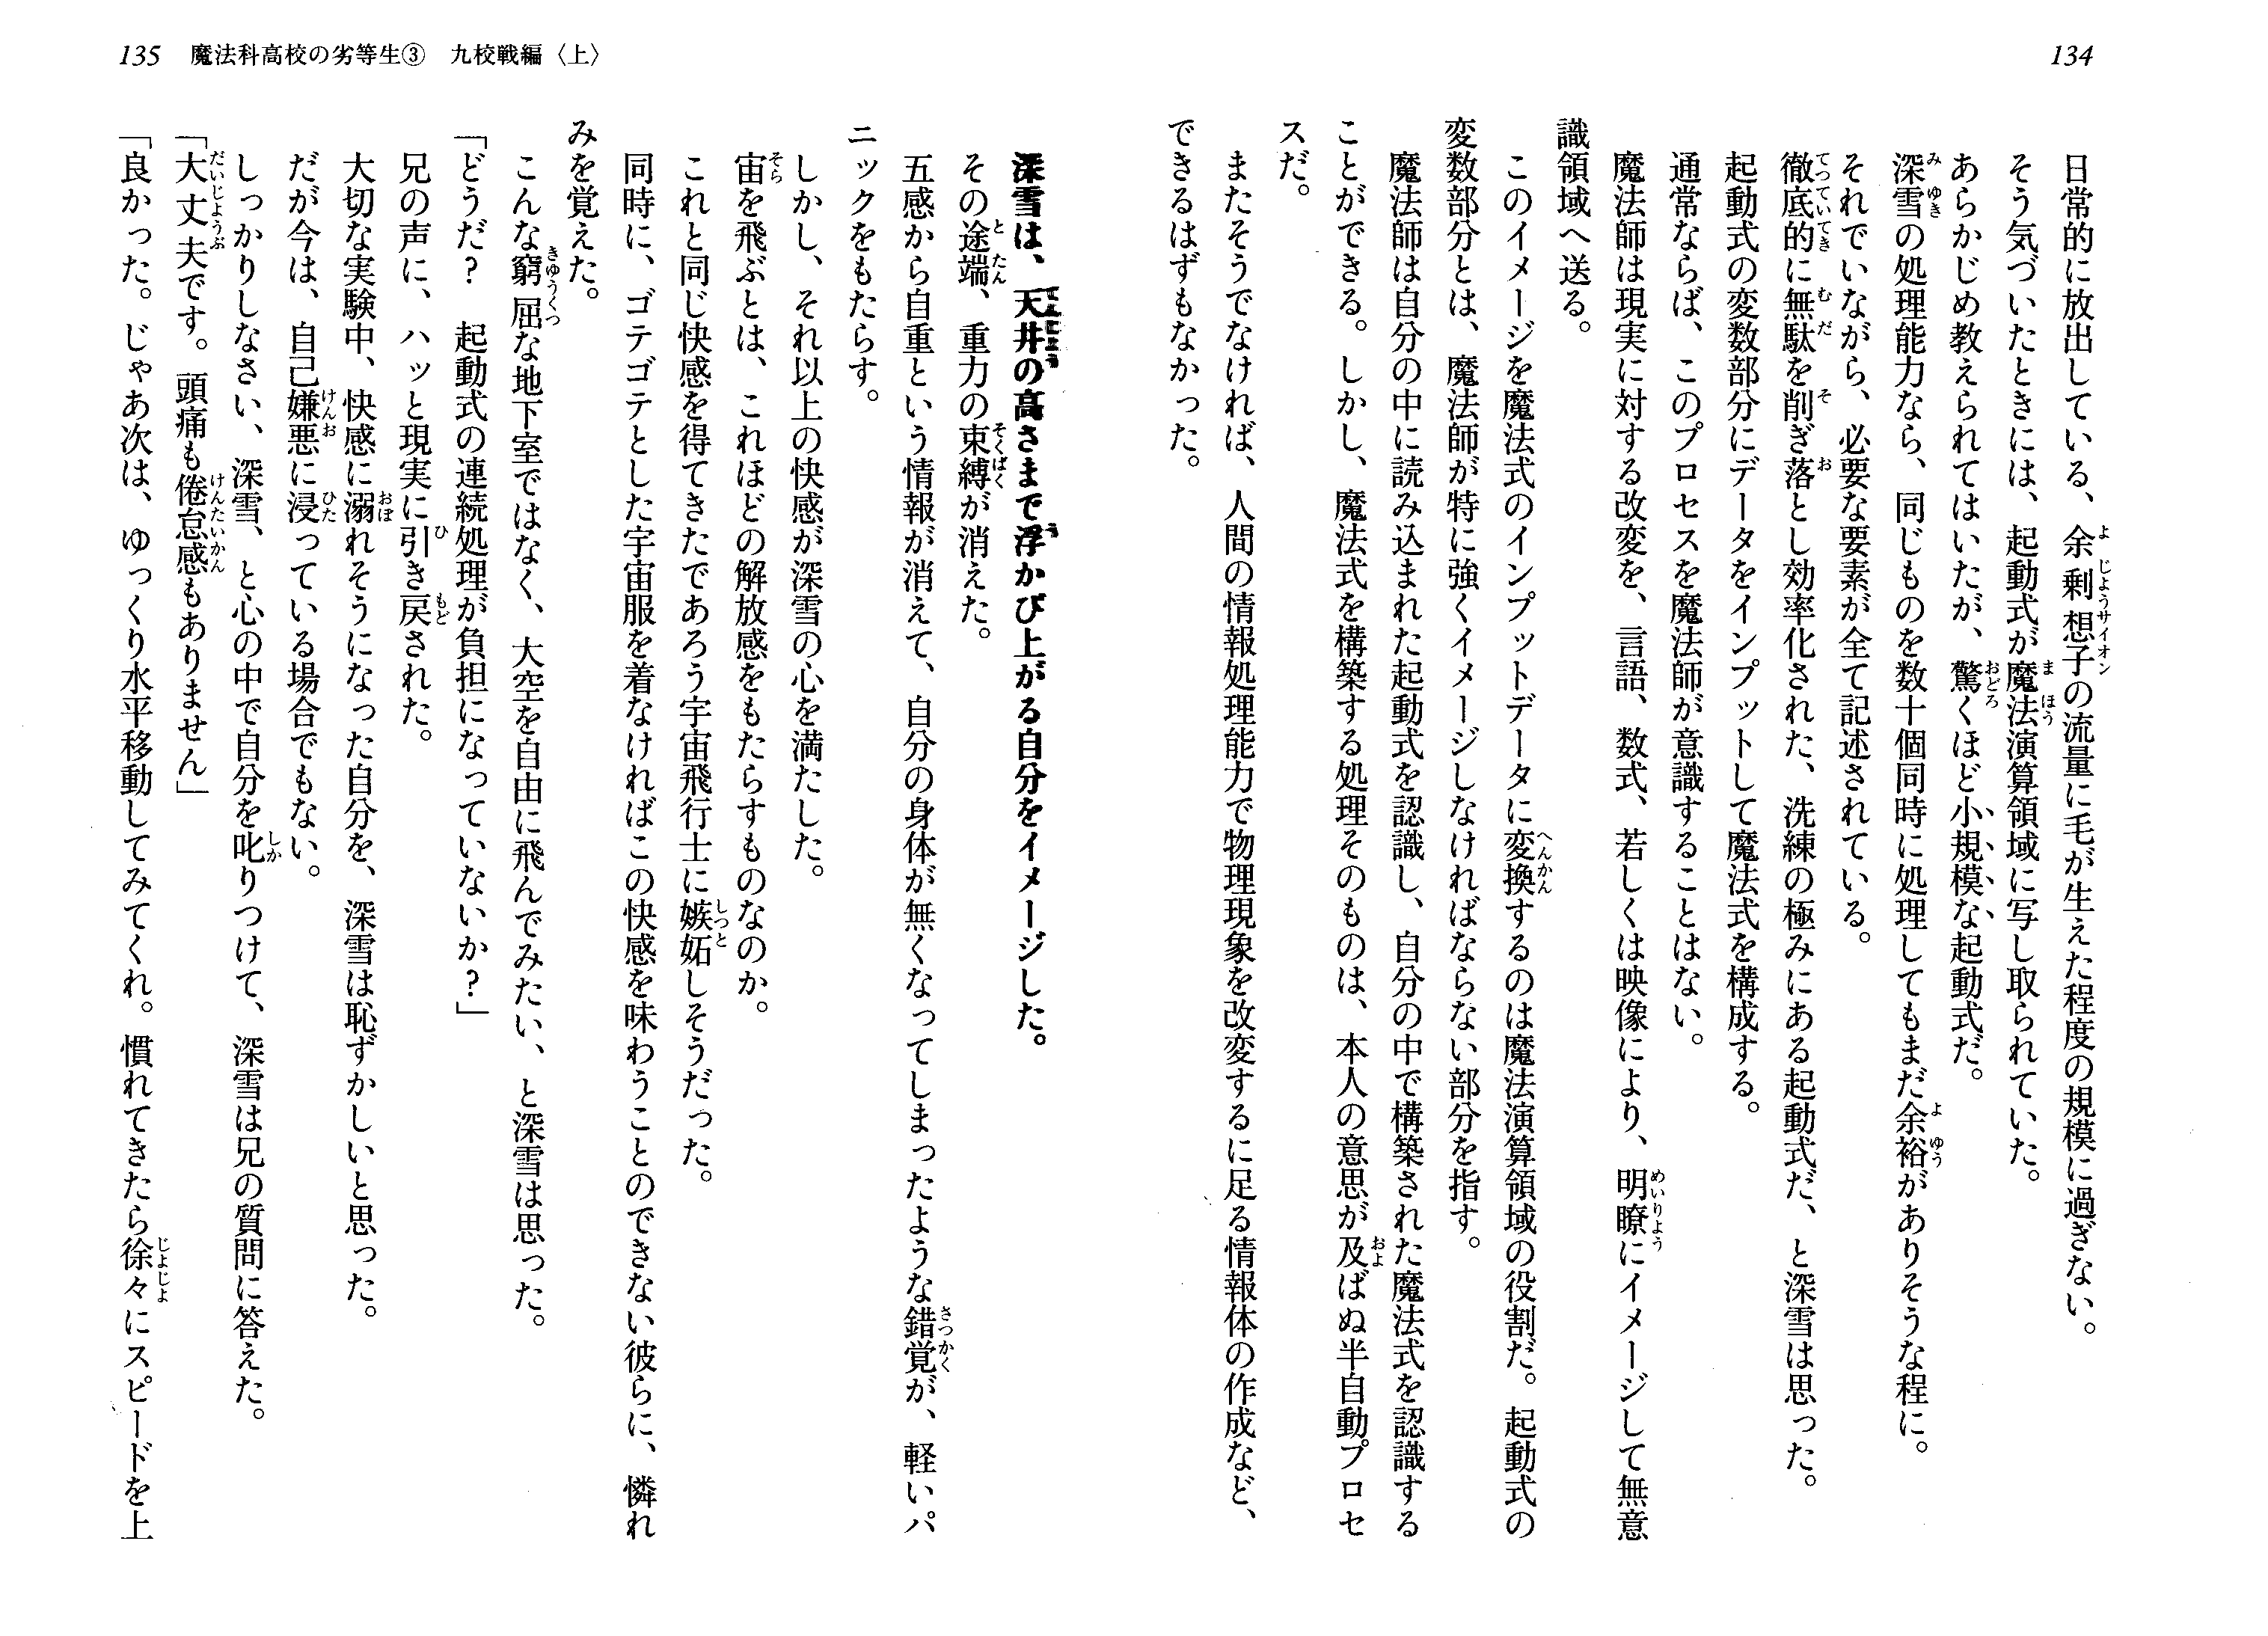 134
日常的に放出している、余剰想子の流量に毛が生えた程度の規模に過ぎない。
そう気づいたときには、起動式が魔法演算領域に写し取られていた。
あらかじめ教えられてはいたが、驚くほど小規模な起動式だ。
深雪の処理能力なら、同じものを数十個同時に処理してもまだ余裕がありそうな程に。
それでいながら、必要な要素が全て記述されている。
徹底的に無駄を削ぎ落とし効率化された、洗練の極みにある起動式だ、と深雪は思った。
起動式の変数部分にデータをインプットして魔法式を構成する。
通常ならば、このプロセスを魔法師が意識することはない。
魔法師は現実に対する改変を、言語、数式、若しくは映像により、明瞭にイメージして無意
識領域へ送る。
このイメージを魔法式のインプットデータに変換するのは魔法演算領域の役割だ。起動式の
変数部分とは、魔法師が特に強くイメージしなければならない部分を指す。
魔法師は自分の中に読み込まれた起動式を認識し、自分の中で構築された魔法式を認識する
ことができる。しかし、魔法式を構築する処理そのものは、本人の意思が及ばぬ半自動プロセ
スだ。
またそうでなければ、人間の情報処理能力で物理現象を改変するに足る情報体の作成など、
できるはずもなかった。
135 魔法科高校の劣等生③ 九校戦編〈上〉
深雪は、天井の高さまで浮かび上がる自分をイメージした。
その途端、重力の束縛が消えた。
五感から自重という情報が消えて、自分の身体が無くなってしまったような錯覚が、軽いパ
ニックをもたらす。
しかし、それ以上の快感が深雪の心を満たした。
宙を飛ぶとは、これほどの解放感をもたらすものなのか。
これと同じ快感を得てきたであろう宇宙飛行士に嫉妬しそうだった。
同時に、ゴテゴテとした宇宙服を着なければこの快感を味わうことのできない彼らに、憐れ
みを覚えた。
こんな窮屈な地下室ではなく、大空を自由に飛んでみたい、と深雪は思った。
「どうだ? 起動式の連続処理が負担になっていないか?」
兄の声に、ハッと現実に引き戻された。
大切な実験中、快感に溺れそうになった自分を、深雪は恥ずかしいと思った。
だが今は、自己嫌悪に浸っている場合でもない。
しっかりしなさい、深雪、と心の中で自分を叱りつけて、深雪は兄の質問に答えた。
「大丈夫です。頭痛も倦怠感もありません」
「良かった。じゃあ次は、ゆっくり水平移動してみてくれ。慣れてきたら徐々にスピードを上